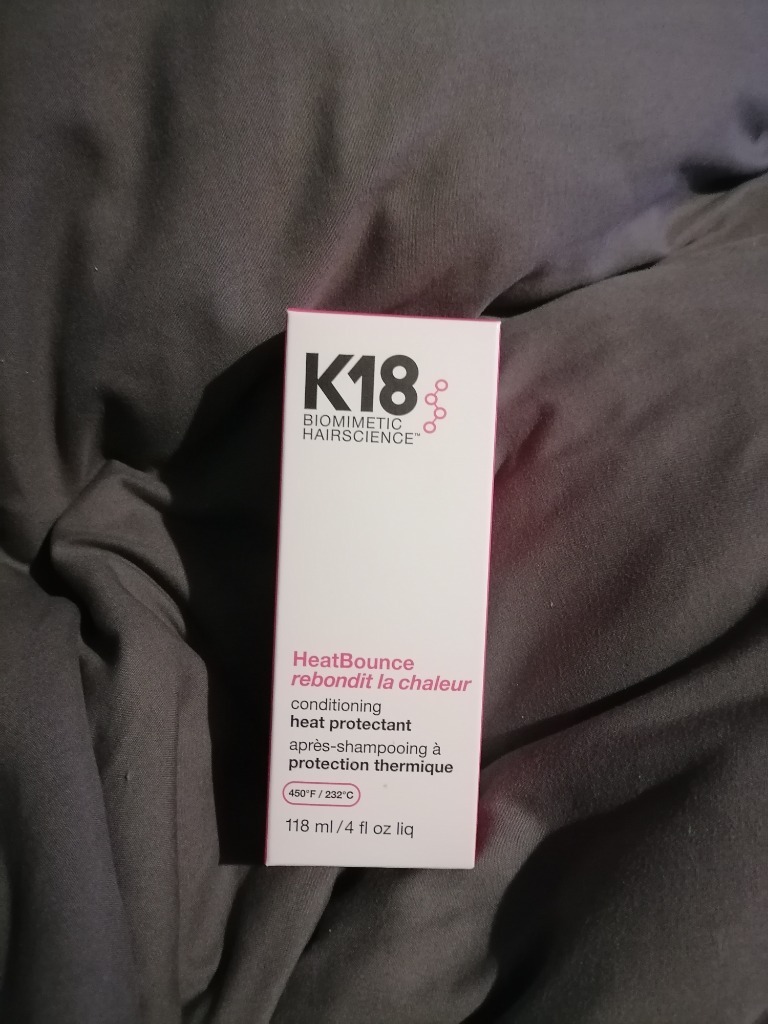 K18
BIOMIMETIC
HAIRSCIENCE™
HeatBounce
rebondit la chaleur
conditioning
heat protectant
après-shampooing à
protection thermique
450°F / 232°C
118 ml / 4 fl oz liq